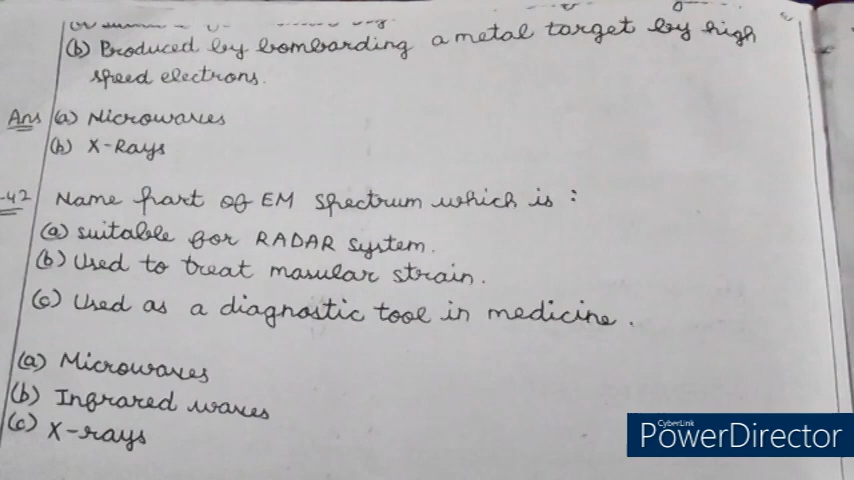 (b) Produced by bombarding a metal target by high
speed electrons.
Ans (a) Microwaves
(b) X-Rays
-42 Name part of EM Spectrum which is :
(a) suitable for RADAR system.
(b) Used to treat masular strain.
(c) Used as a diagnostic tool in medicine.
(a) Microwaves
(b) Infrared waves
(c) X-rays
CyberLink
PowerDirector